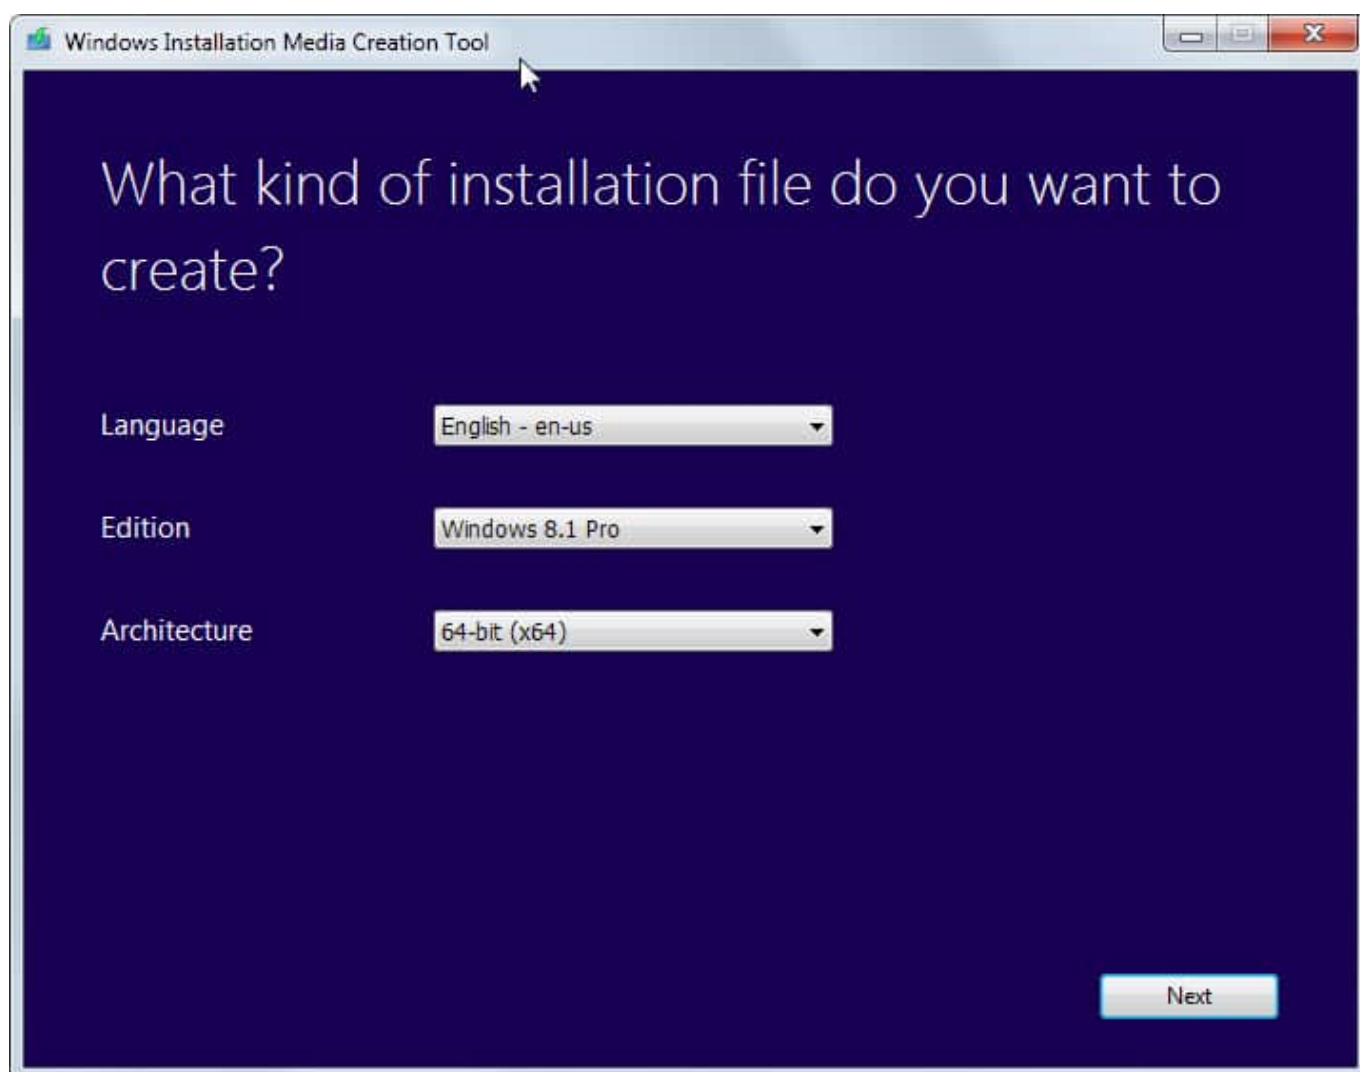 Windows Installation Media Creation Tool
What kind of installation file do you want to
create?
Language
English - en-us
Edition
Windows 8.1 Pro
Architecture
64-bit (x64)
Next